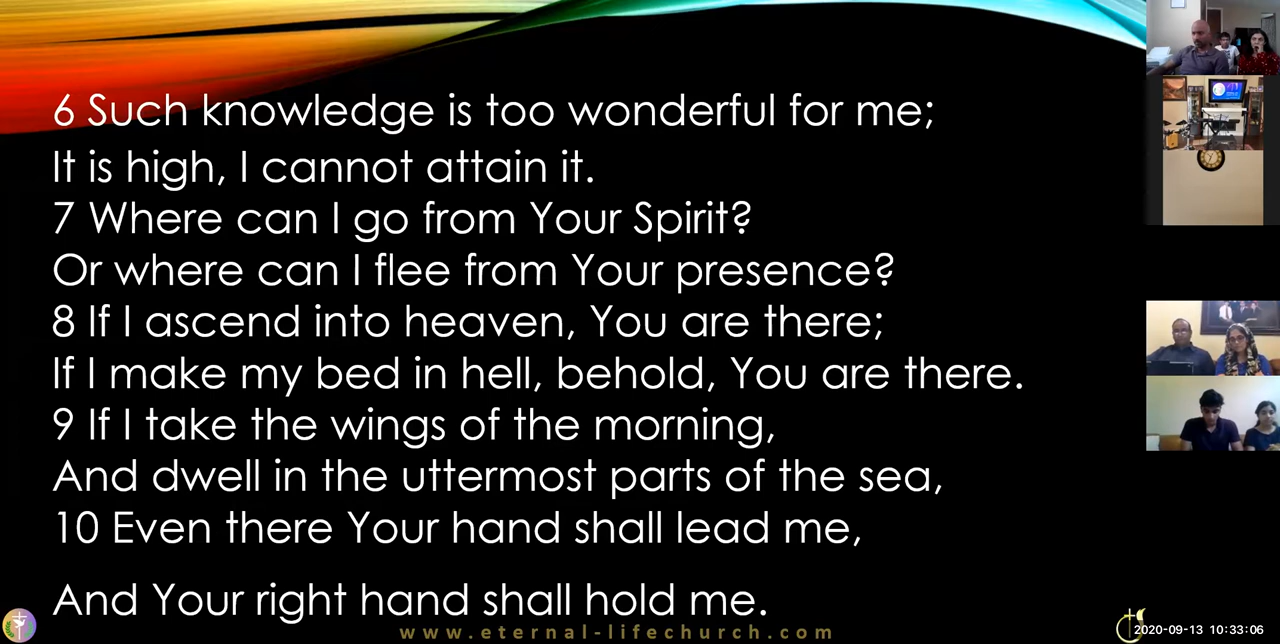 6 Such knowledge is too wonderful for me;
It is high, I cannot attain it.
7 Where can I go from Your Spirit?
Or where can I flee from Your presence?
8 If I ascend into heaven, You are there;
If I make my bed in hell, behold, You are there.
9 If I take the wings of the morning,
And dwell in the uttermost parts of the sea,
10 Even there Your hand shall lead me,
And Your right hand shall hold me.
www.eternal-lifechurch.com
2020-09-13 10:33:06